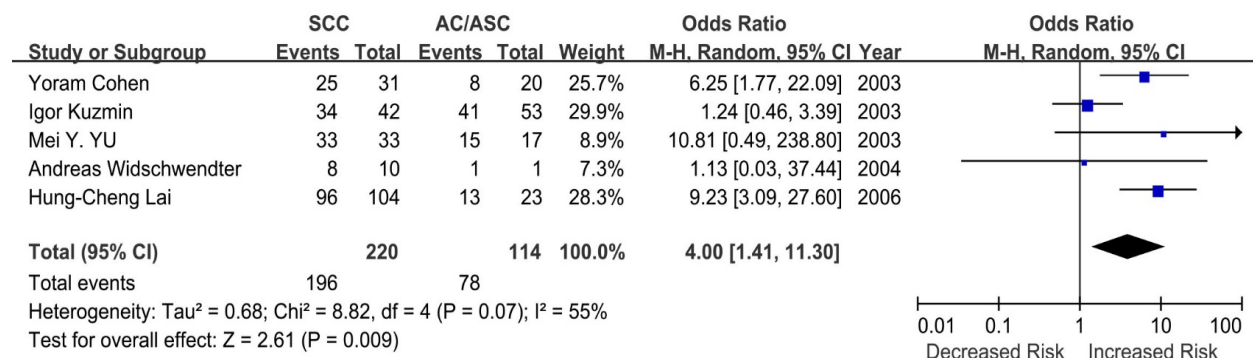 SCC AC/ASC Odds Ratio Odds Ratio
Study or Subgroup Events Total Events Total Weight M-H, Random, 95% CI Year M-H, Random, 95% CI
Yoram Cohen 25 31 8 20 25.7% 6.25 [1.77, 22.09] 2003
Igor Kuzmin 34 42 41 53 29.9% 1.24 [0.46, 3.39] 2003
Mei Y. YU 33 33 15 17 8.9% 10.81 [0.49, 238.80] 2003
Andreas Widschwendter 8 10 1 1 7.3% 1.13 [0.03, 37.44] 2004
Hung-Cheng Lai 96 104 13 23 28.3% 9.23 [3.09, 27.60] 2006
Total (95% CI) 220 114 100.0% 4.00 [1.41, 11.30]
Total events 196 78
Heterogeneity: Tau² = 0.68; Chi² = 8.82, df = 4 (P = 0.07); I² = 55%
Test for overall effect: Z = 2.61 (P = 0.009)
0.01 0.1 1 10 100
Decreased Risk Increased Risk